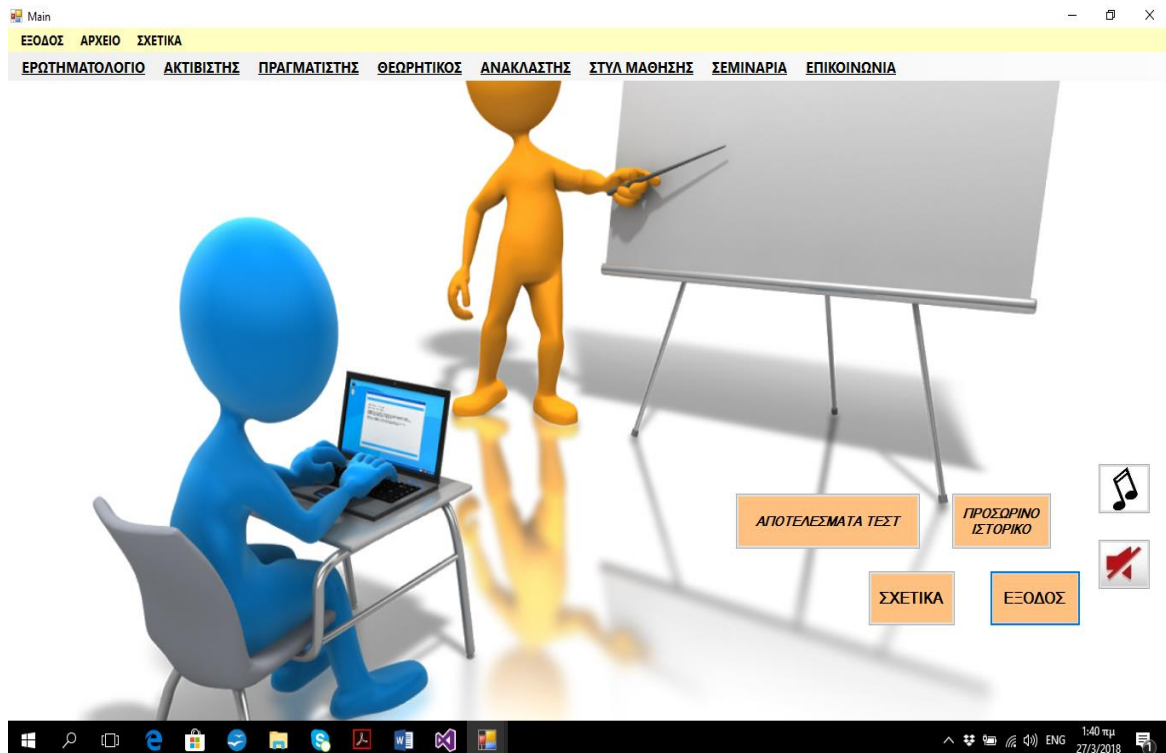 Main
ΕΞΟΔΟΣ ΑΡΧΕΙΟ ΣΧΕΤΙΚΑ
ΕΡΩΤΗΜΑΤΟΛΟΓΙΟ ΑΚΤΙΒΙΣΤΗΣ ΠΡΑΓΜΑΤΙΣΤΗΣ ΘΕΩΡΗΤΙΚΟΣ ΑΝΑΚΛΑΣΤΗΣ ΣΤΥΛ ΜΑΘΗΣΗΣ ΣΕΜΙΝΑΡΙΑ ΕΠΙΚΟΙΝΩΝΙΑ
ΑΠΟΤΕΛΕΣΜΑΤΑ ΤΕΣΤ
ΠΡΟΣΩΡΙΝΟ
ΙΣΤΟΡΙΚΟ
ΣΧΕΤΙΚΑ
ΕΞΟΔΟΣ
ENG
1:40 πμ
27/3/2018